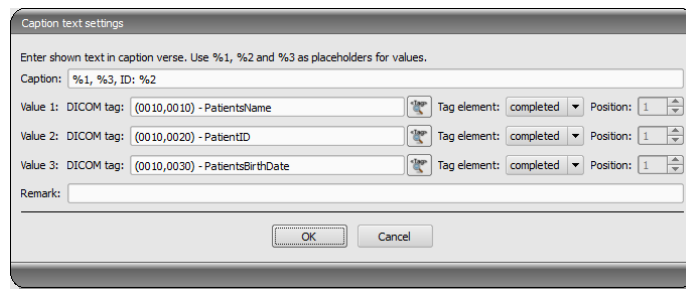 Caption text settings
Enter shown text in caption verse. Use %1, %2 and %3 as placeholders for values.
Caption: %1, %3, ID: %2
Value 1: DICOM tag: (0010,0010) - PatientsName <Tag> Tag element: completed Position: 1
Value 2: DICOM tag: (0010,0020) - PatientID <Tag> Tag element: completed Position: 1
Value 3: DICOM tag: (0010,0030) - PatientsBirthDate <Tag> Tag element: completed Position: 1
Remark:
OK Cancel